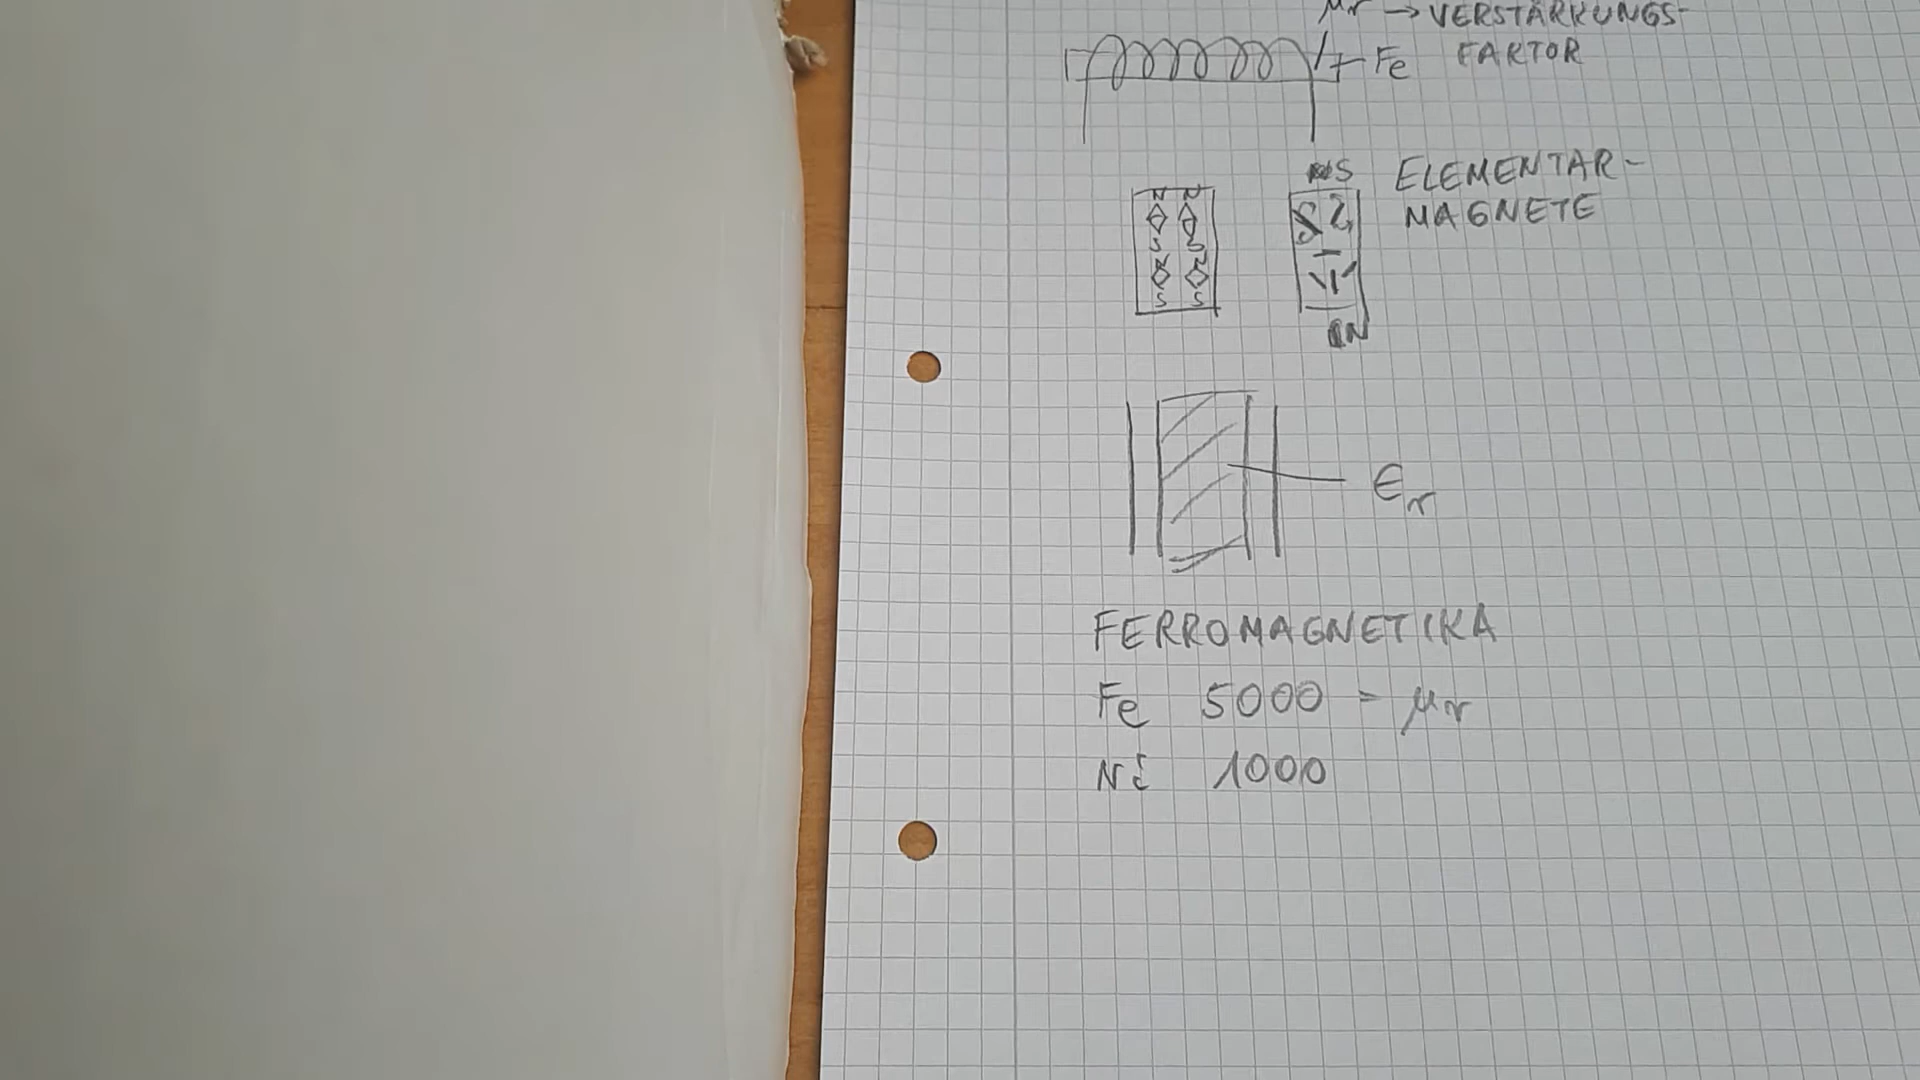 μr → VERSTÄRKUNGS-
Fe FAKTOR
S ELEMENTAR-
MAGNETE
N N
S S
N N
S S
N
ϵr
FERROMAGNETIKA
Fe 5000 = μr
Ni 1000